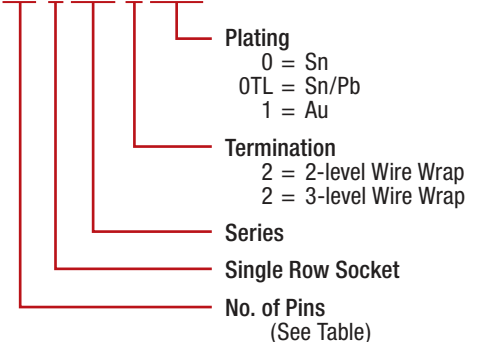 Plating
0 = Sn
0TL = Sn/Pb
1 = Au
Termination
2 = 2-level Wire Wrap
2 = 3-level Wire Wrap
Series
Single Row Socket
No. of Pins
(See Table)